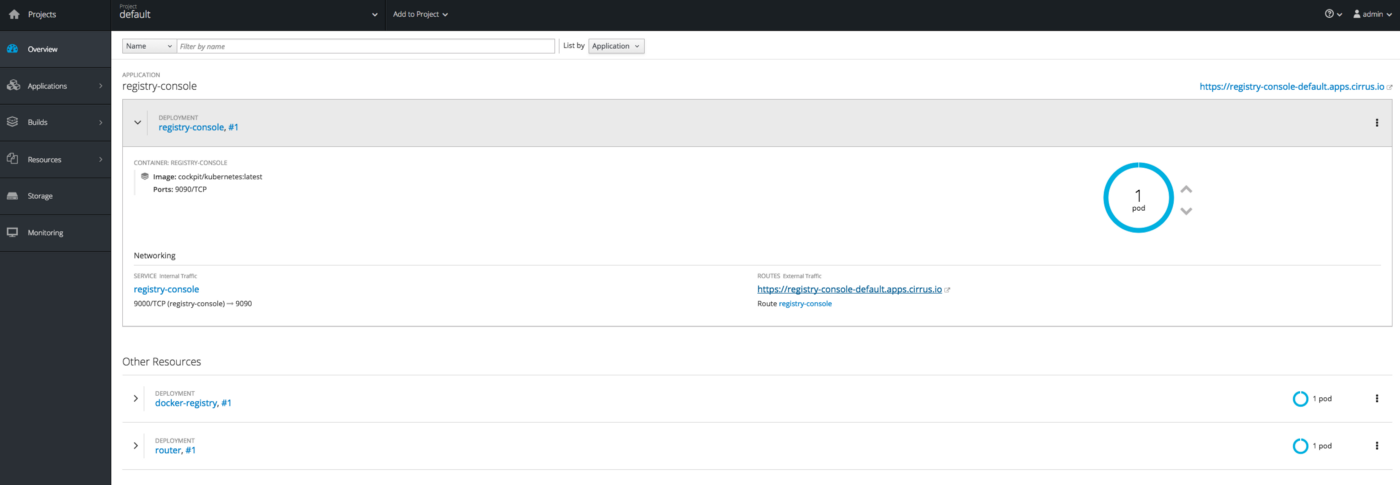 Projects
Project
default
Add to Project
admin
Overview
Applications
Builds
Resources
Storage
Monitoring
Name
Filter by name
List by
Application
APPLICATION
registry-console
https://registry-console-default.apps.cirrus.io
DEPLOYMENT
registry-console, #1
CONTAINER: REGISTRY-CONSOLE
Image: cockpit/kubernetes:latest
Ports: 9090/TCP
1
pod
Networking
SERVICE Internal Traffic
registry-console
9000/TCP (registry-console) → 9090
ROUTES External Traffic
https://registry-console-default.apps.cirrus.io
Route registry-console
Other Resources
DEPLOYMENT
docker-registry, #1
1 pod
DEPLOYMENT
router, #1
1 pod